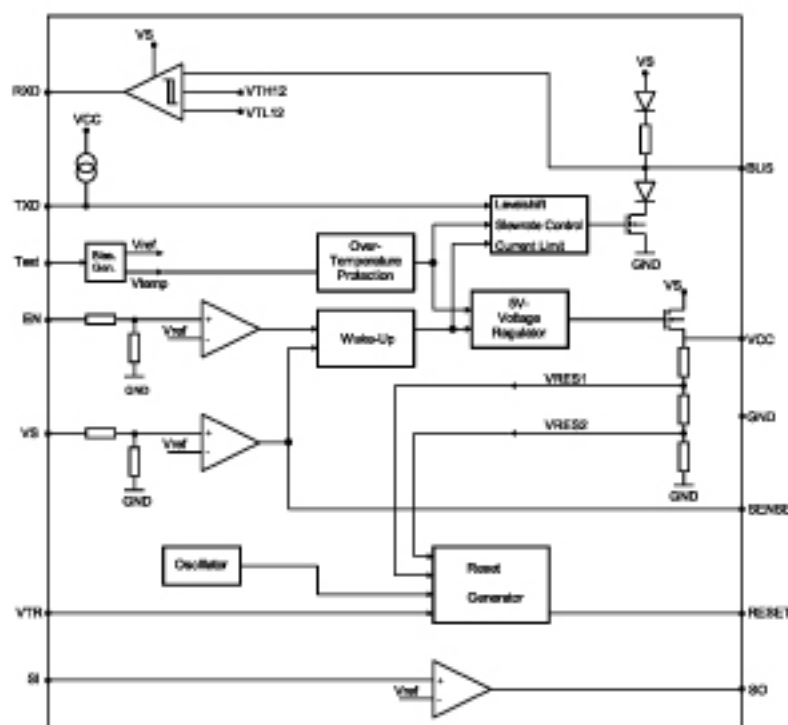 VS
RXD
VTH12
VTL12
VS
VCC
BUS
TXD
Levelshift
Slewrate Control
Current Limit
Test
Bias.
Gen.
Vref
Vtemp
Over-
Temperature
Protection
GND
VS
EN
Vref
Wake-Up
5V-
Voltage
Regulator
VCC
GND
VRES1
GND
VS
Vref
VRES2
GND
GND
SENSE
Oscillator
Reset
Generator
VTR
RESET
SI
Vref
SO